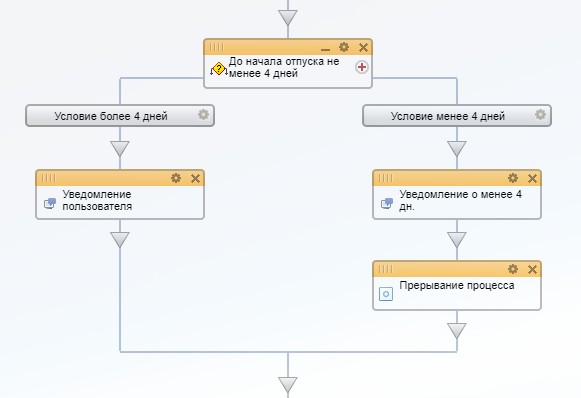 До начала отпуска не
менее 4 дней
Условие более 4 дней
Условие менее 4 дней
Уведомление
пользователя
Уведомление о менее 4
дн.
Прерывание процесса